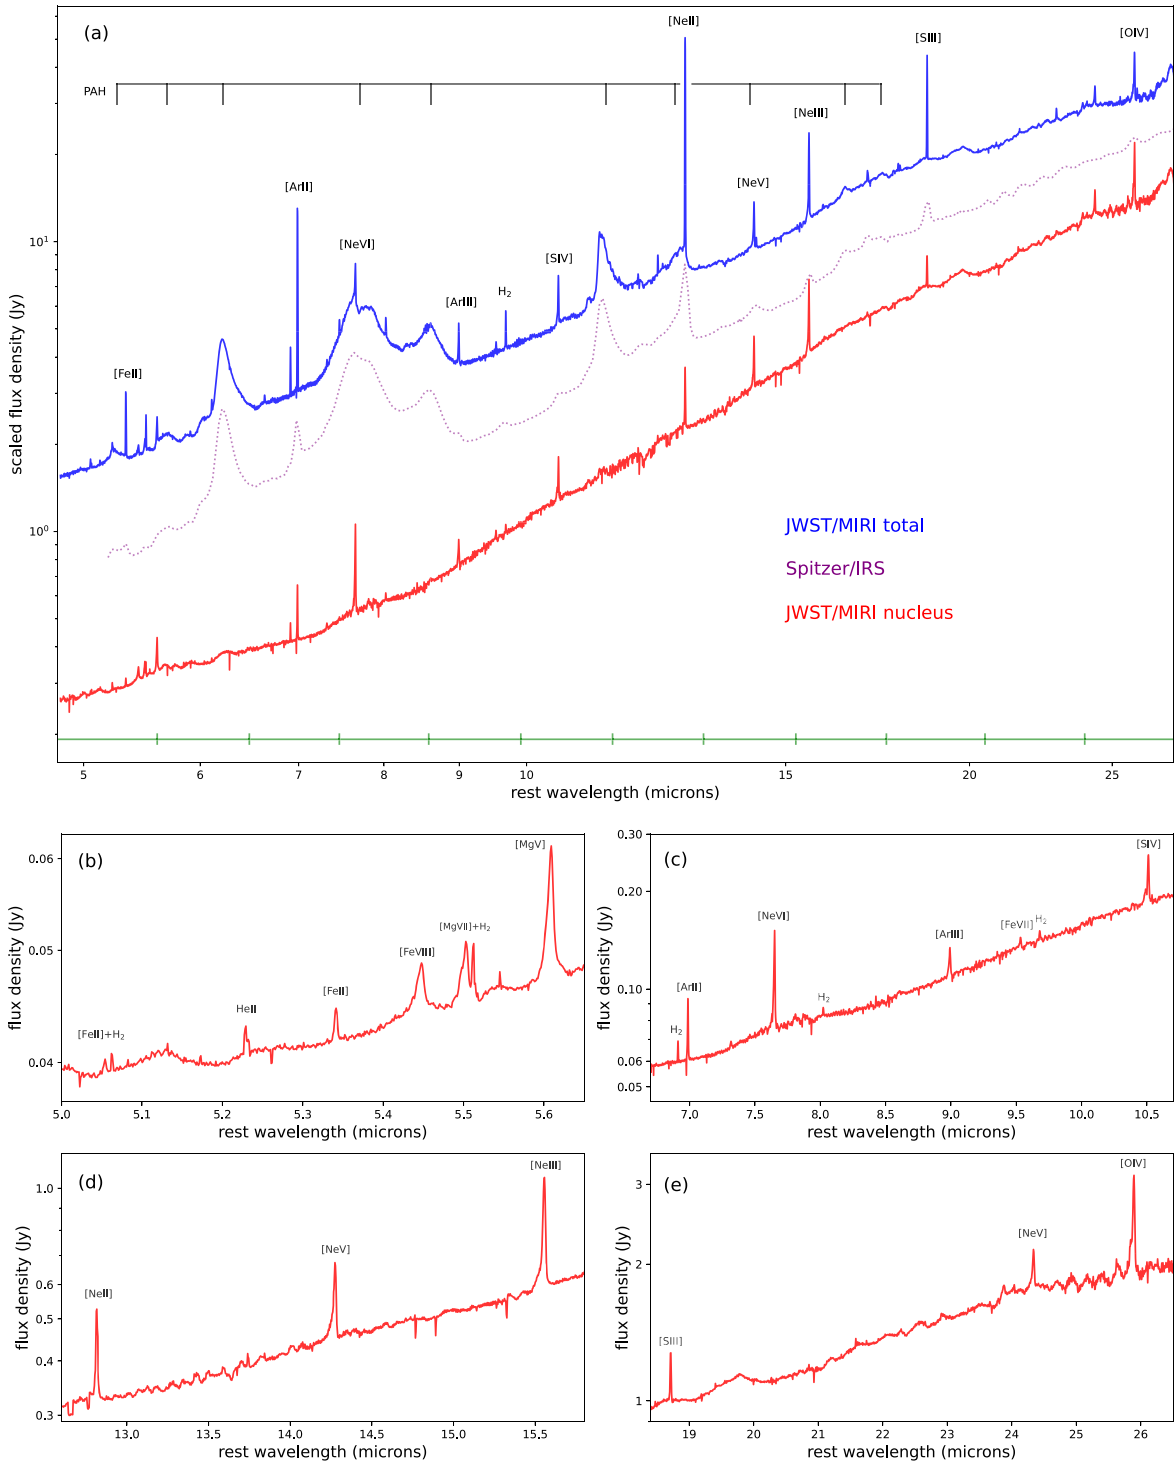 (a)
[NeII]
[SIII]
[OIV]
PAH
[NeIII]
[ArII]
[NeV]
[NeVI]
[SIV]
H₂
[ArIII]
[FeII]
10¹
10⁰
scaled flux density (Jy)
JWST/MIRI total
Spitzer/IRS
JWST/MIRI nucleus
5 6 7 8 9 10 15 20 25
rest wavelength (microns)
(b)
[MgV]
[MgVII]+H₂
[FeVIII]
[FeII]
HeII
[FeII]+H₂
0.06
0.05
0.04
flux density (Jy)
5.0 5.1 5.2 5.3 5.4 5.5 5.6
rest wavelength (microns)
(c)
[SIV]
[NeVI]
[FeVII] H₂
[ArIII]
[ArII]
H₂
H₂
0.30
0.20
0.10
0.06
0.05
flux density (Jy)
7.0 7.5 8.0 8.5 9.0 9.5 10.0 10.5
rest wavelength (microns)
(d)
[NeIII]
[NeV]
[NeII]
1.0
0.6
0.5
0.4
0.3
flux density (Jy)
13.0 13.5 14.0 14.5 15.0 15.5
rest wavelength (microns)
(e)
[OIV]
[NeV]
[SIII]
3
2
1
flux density (Jy)
19 20 21 22 23 24 25 26
rest wavelength (microns)